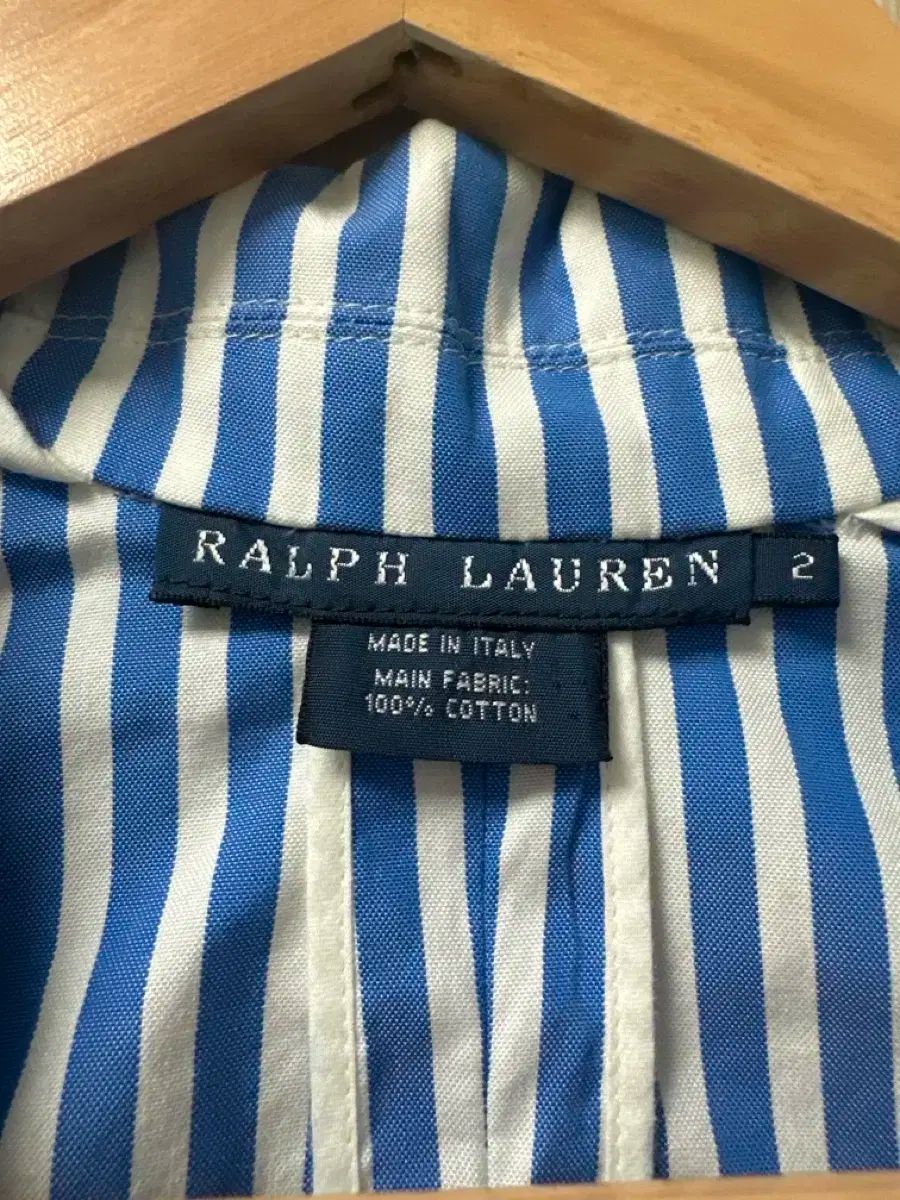 RALPH LAUREN 2
MADE IN ITALY
MAIN FABRIC:
100% COTTON